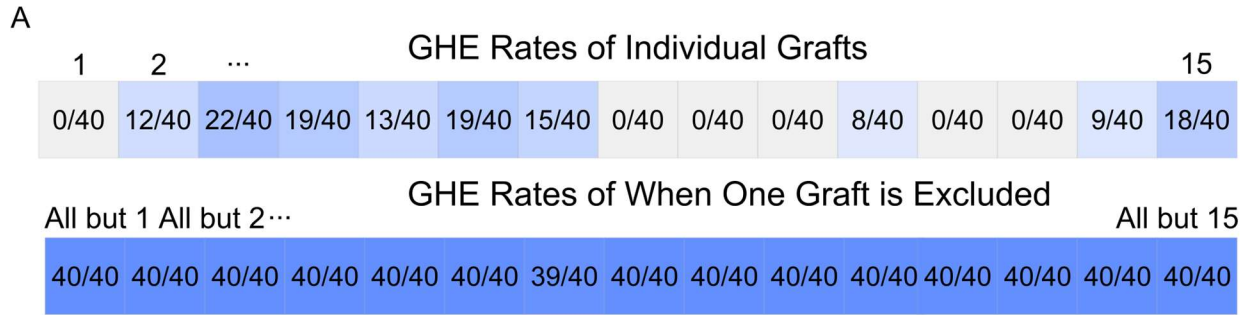 A
GHE Rates of Individual Grafts
1 2 ... 15
0/40 12/40 22/40 19/40 13/40 19/40 15/40 0/40 0/40 0/40 8/40 0/40 0/40 9/40 18/40
GHE Rates of When One Graft is Excluded
All but 1 All but 2... All but 15
40/40 40/40 40/40 40/40 40/40 40/40 39/40 40/40 40/40 40/40 40/40 40/40 40/40 40/40 40/40